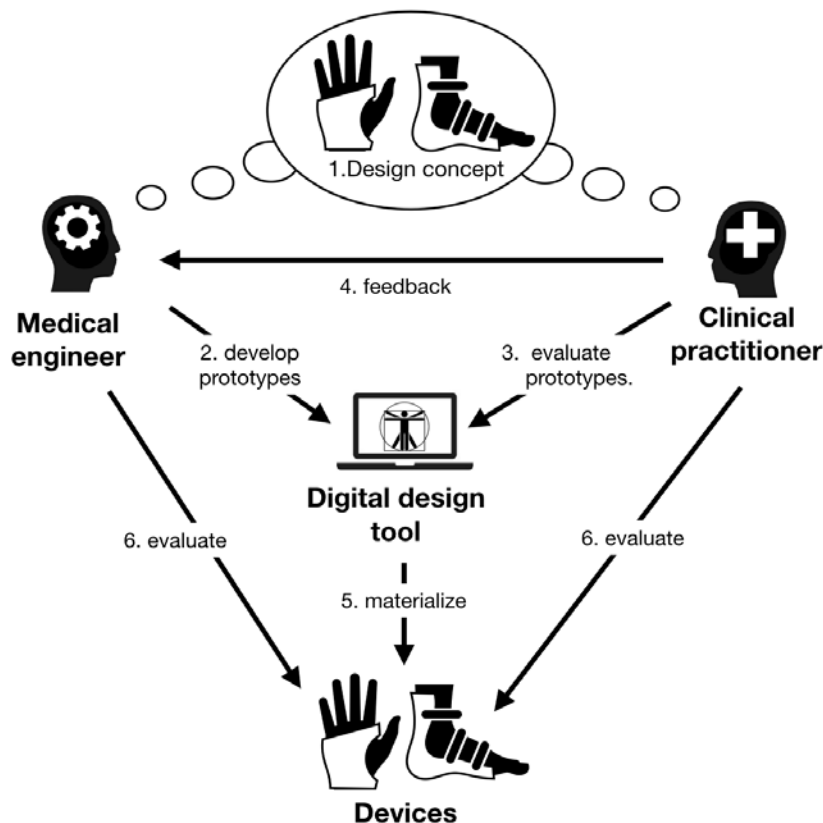 1.Design concept
4. feedback
Medical
engineer
Clinical
practitioner
2. develop
prototypes
3. evaluate
prototypes.
Digital design
tool
6. evaluate
6. evaluate
5. materialize
Devices